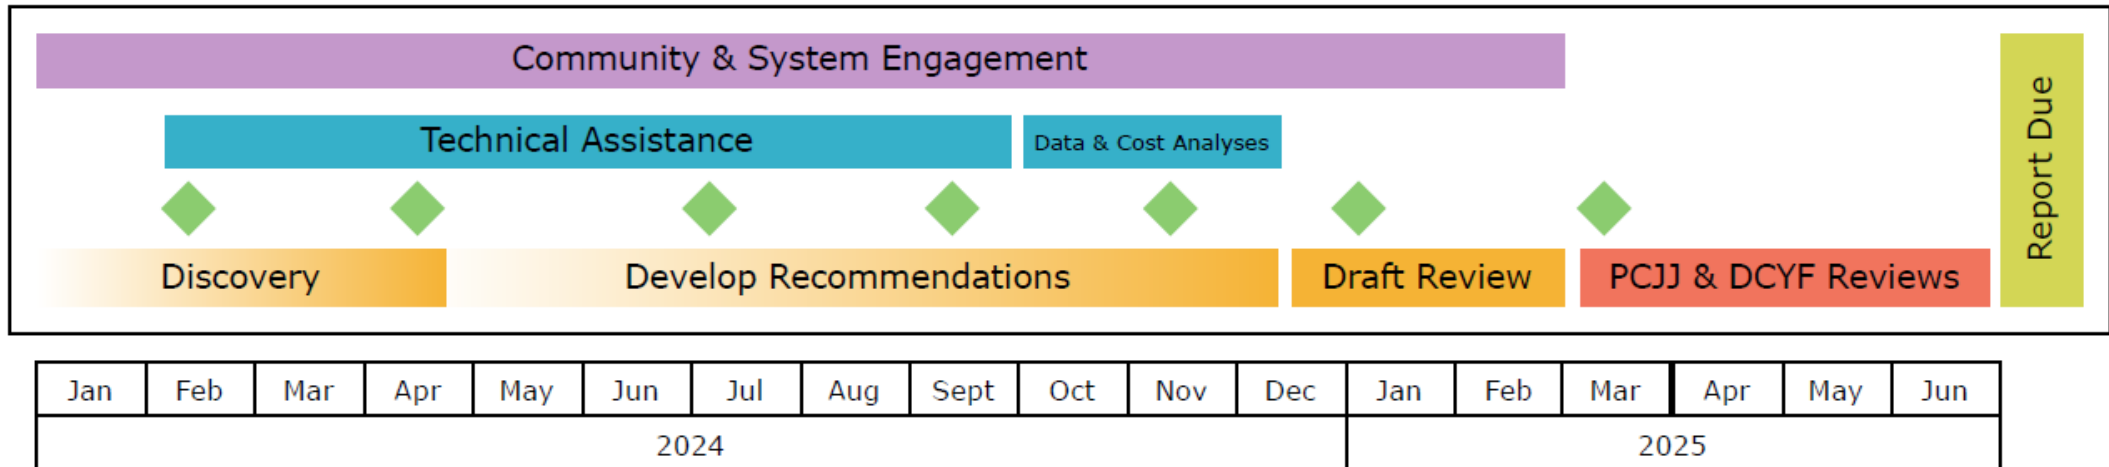 Community & System Engagement
Technical Assistance
Data & Cost Analyses
Discovery
Develop Recommendations
Draft Review
PCJJ & DCYF Reviews
Report Due
Jan Feb Mar Apr May Jun Jul Aug Sept Oct Nov Dec Jan Feb Mar Apr May Jun
2024 2025